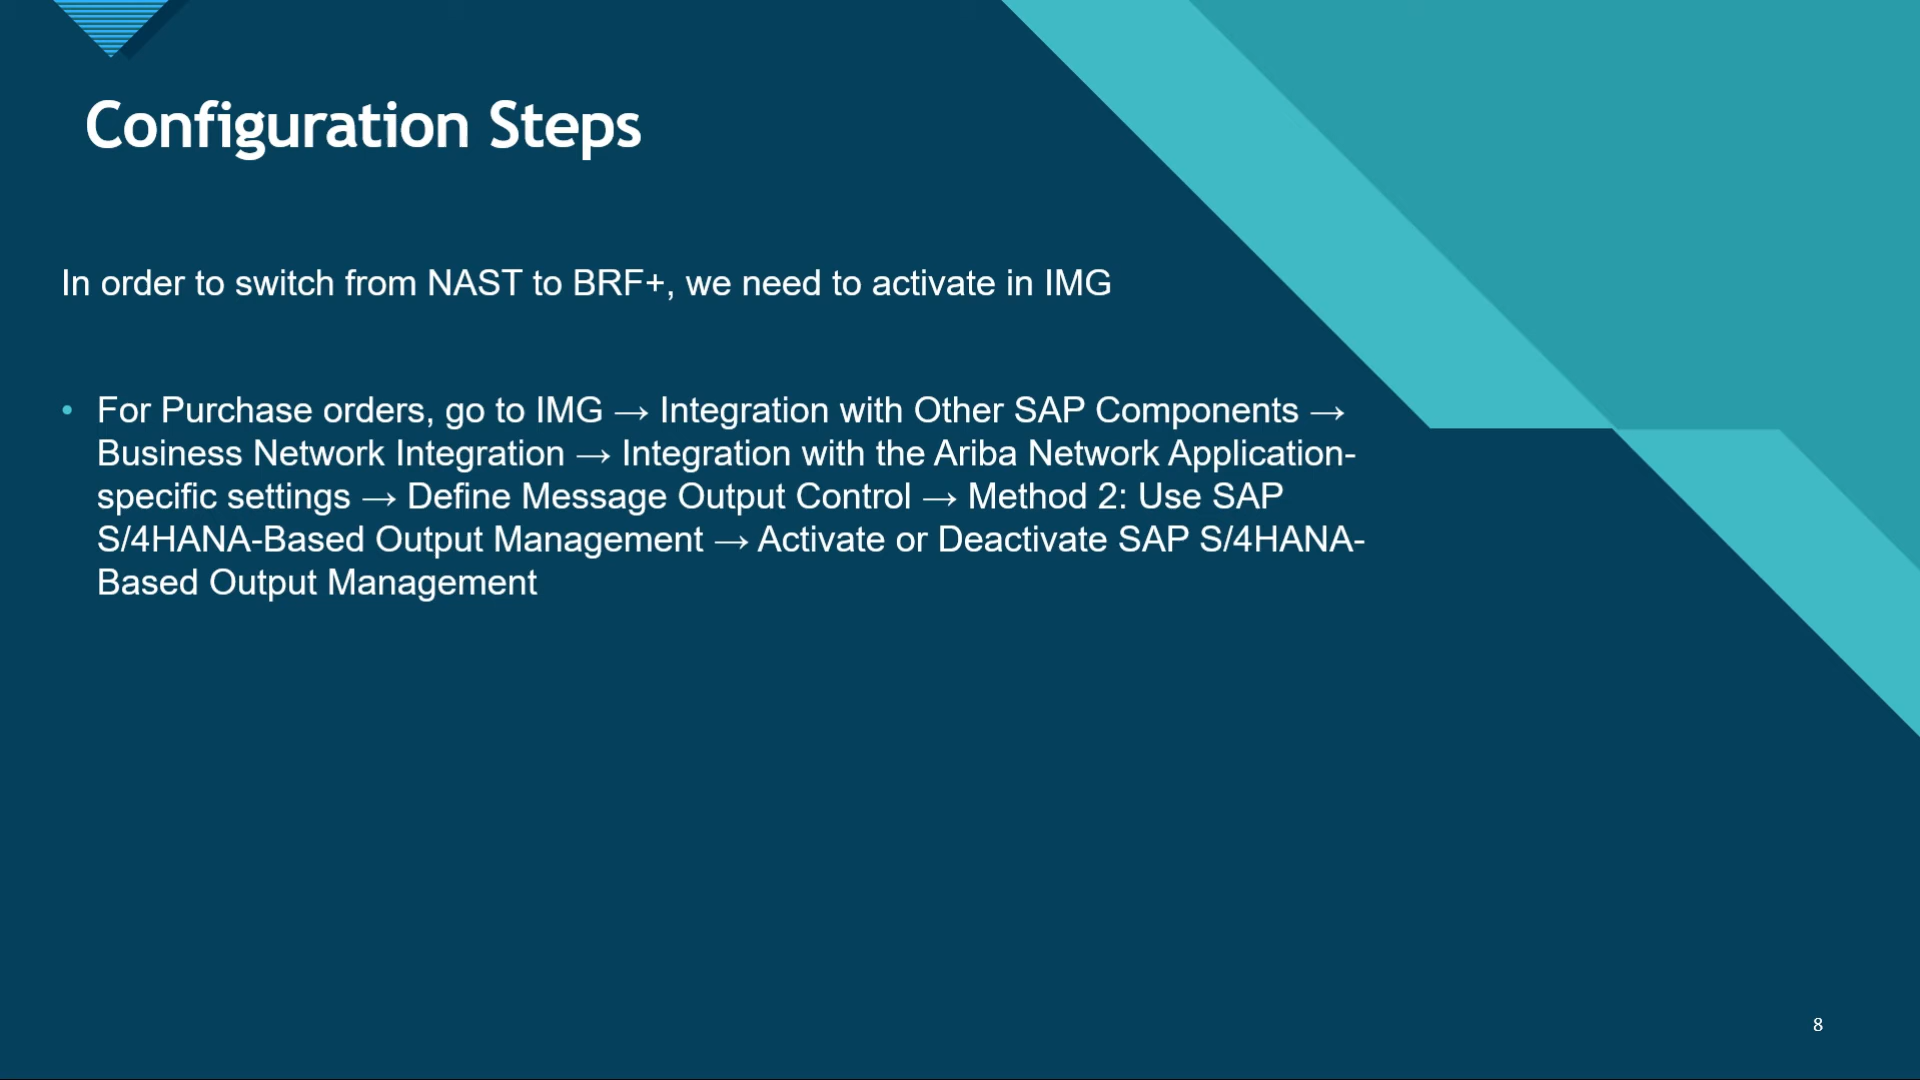 Configuration Steps
In order to switch from NAST to BRF+, we need to activate in IMG
• For Purchase orders, go to IMG → Integration with Other SAP Components →
Business Network Integration → Integration with the Ariba Network Application-
specific settings → Define Message Output Control → Method 2: Use SAP
S/4HANA-Based Output Management → Activate or Deactivate SAP S/4HANA-
Based Output Management
8